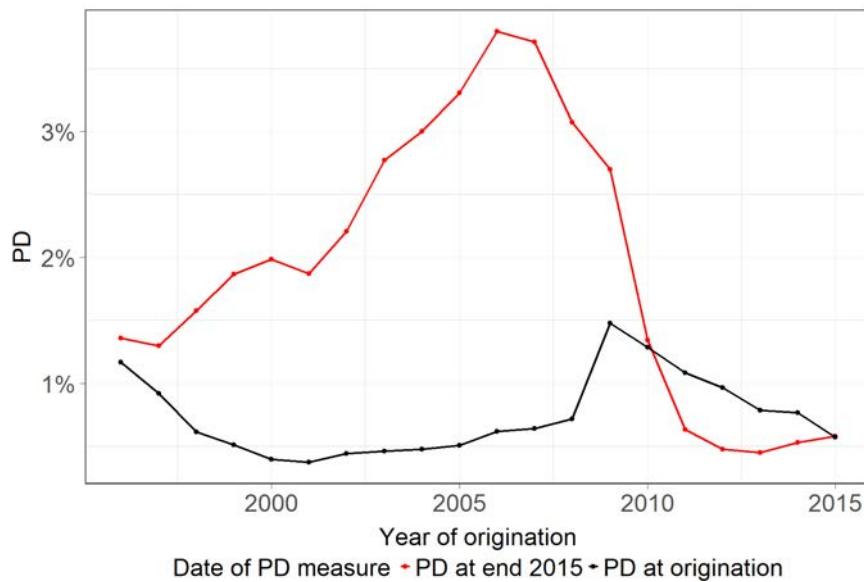 3%
2%
1%
PD
2000 2005 2010 2015
Year of origination
Date of PD measure PD at end 2015 PD at origination